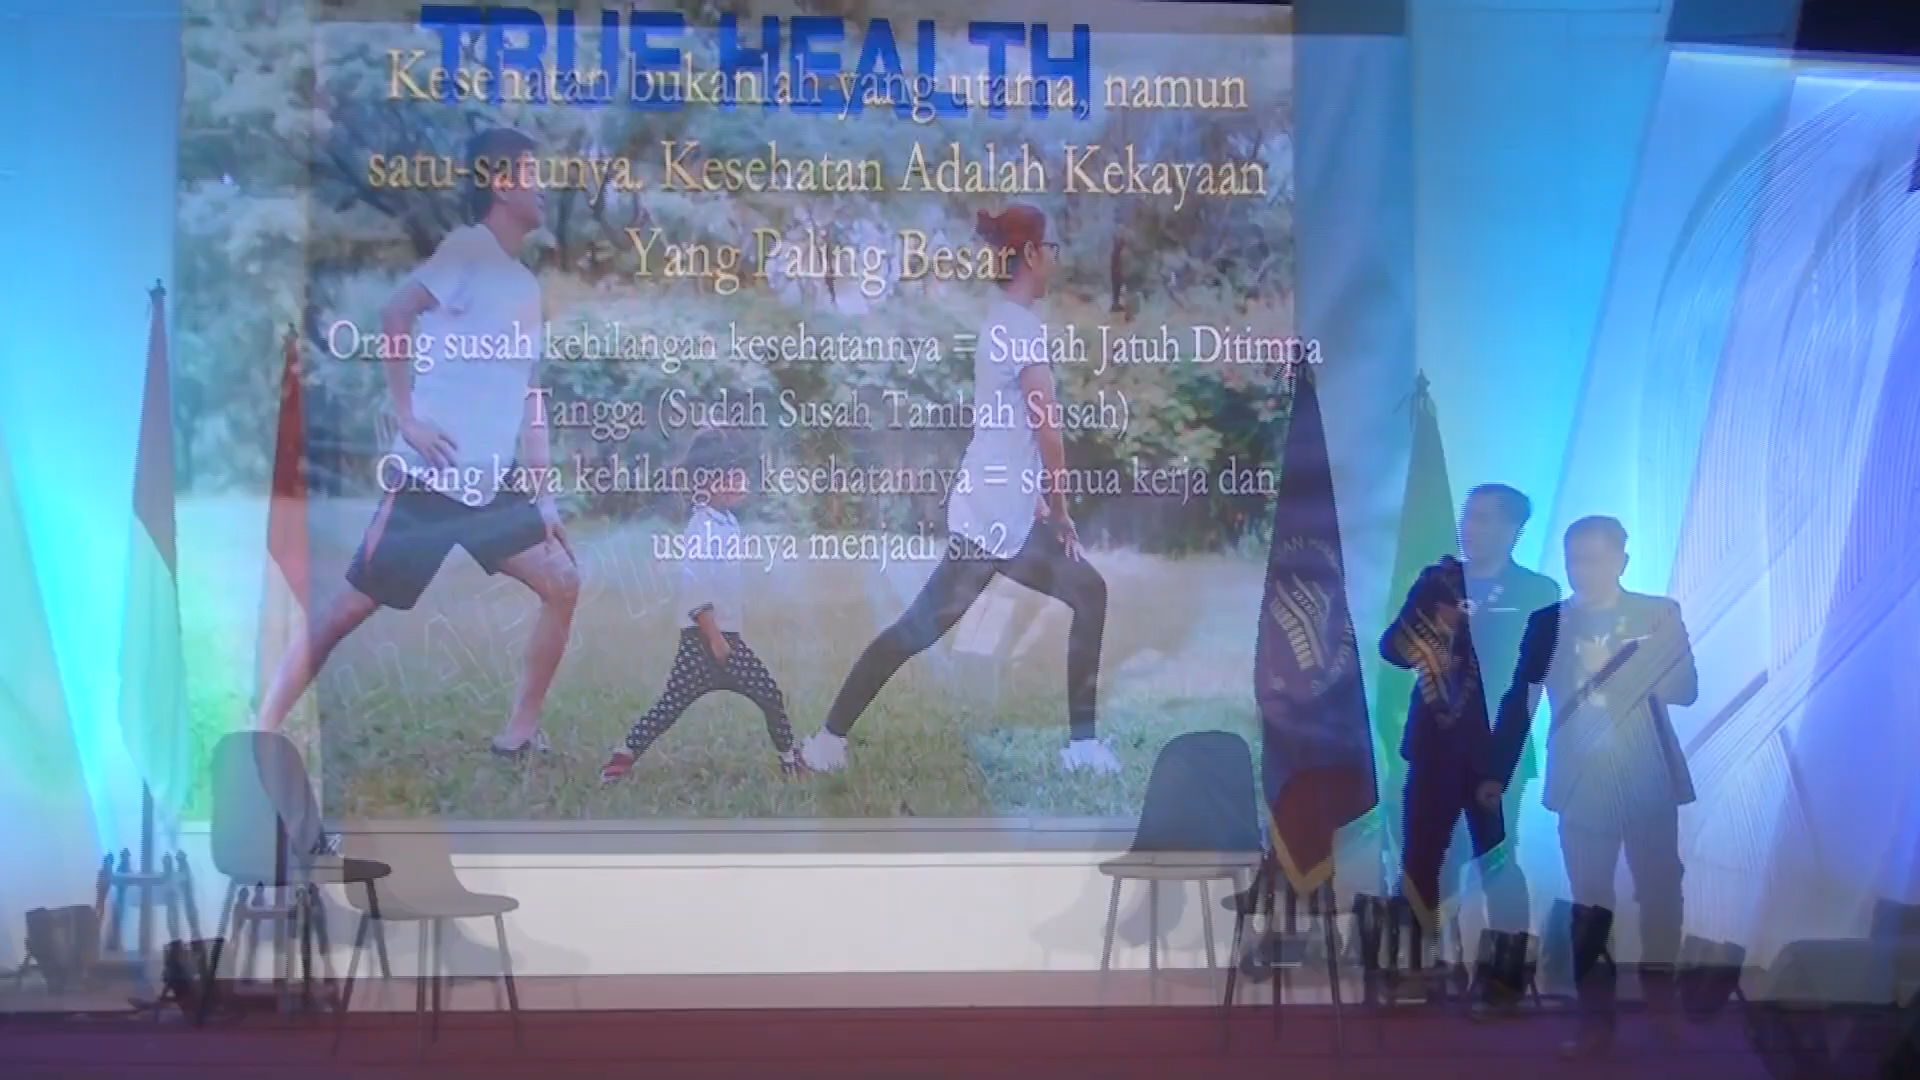 TRUE HEALTH
Kesehatan bukanlah yang utama, namun
satu-satunya. Kesehatan Adalah Kekayaan
Yang Paling Besar
Orang susah kehilangan kesehatannya = Sudah Jatuh Ditimpa
Tangga (Sudah Susah Tambah Susah)
Orang kaya kehilangan kesehatannya = semua kerja dan
usahanya menjadi sia2